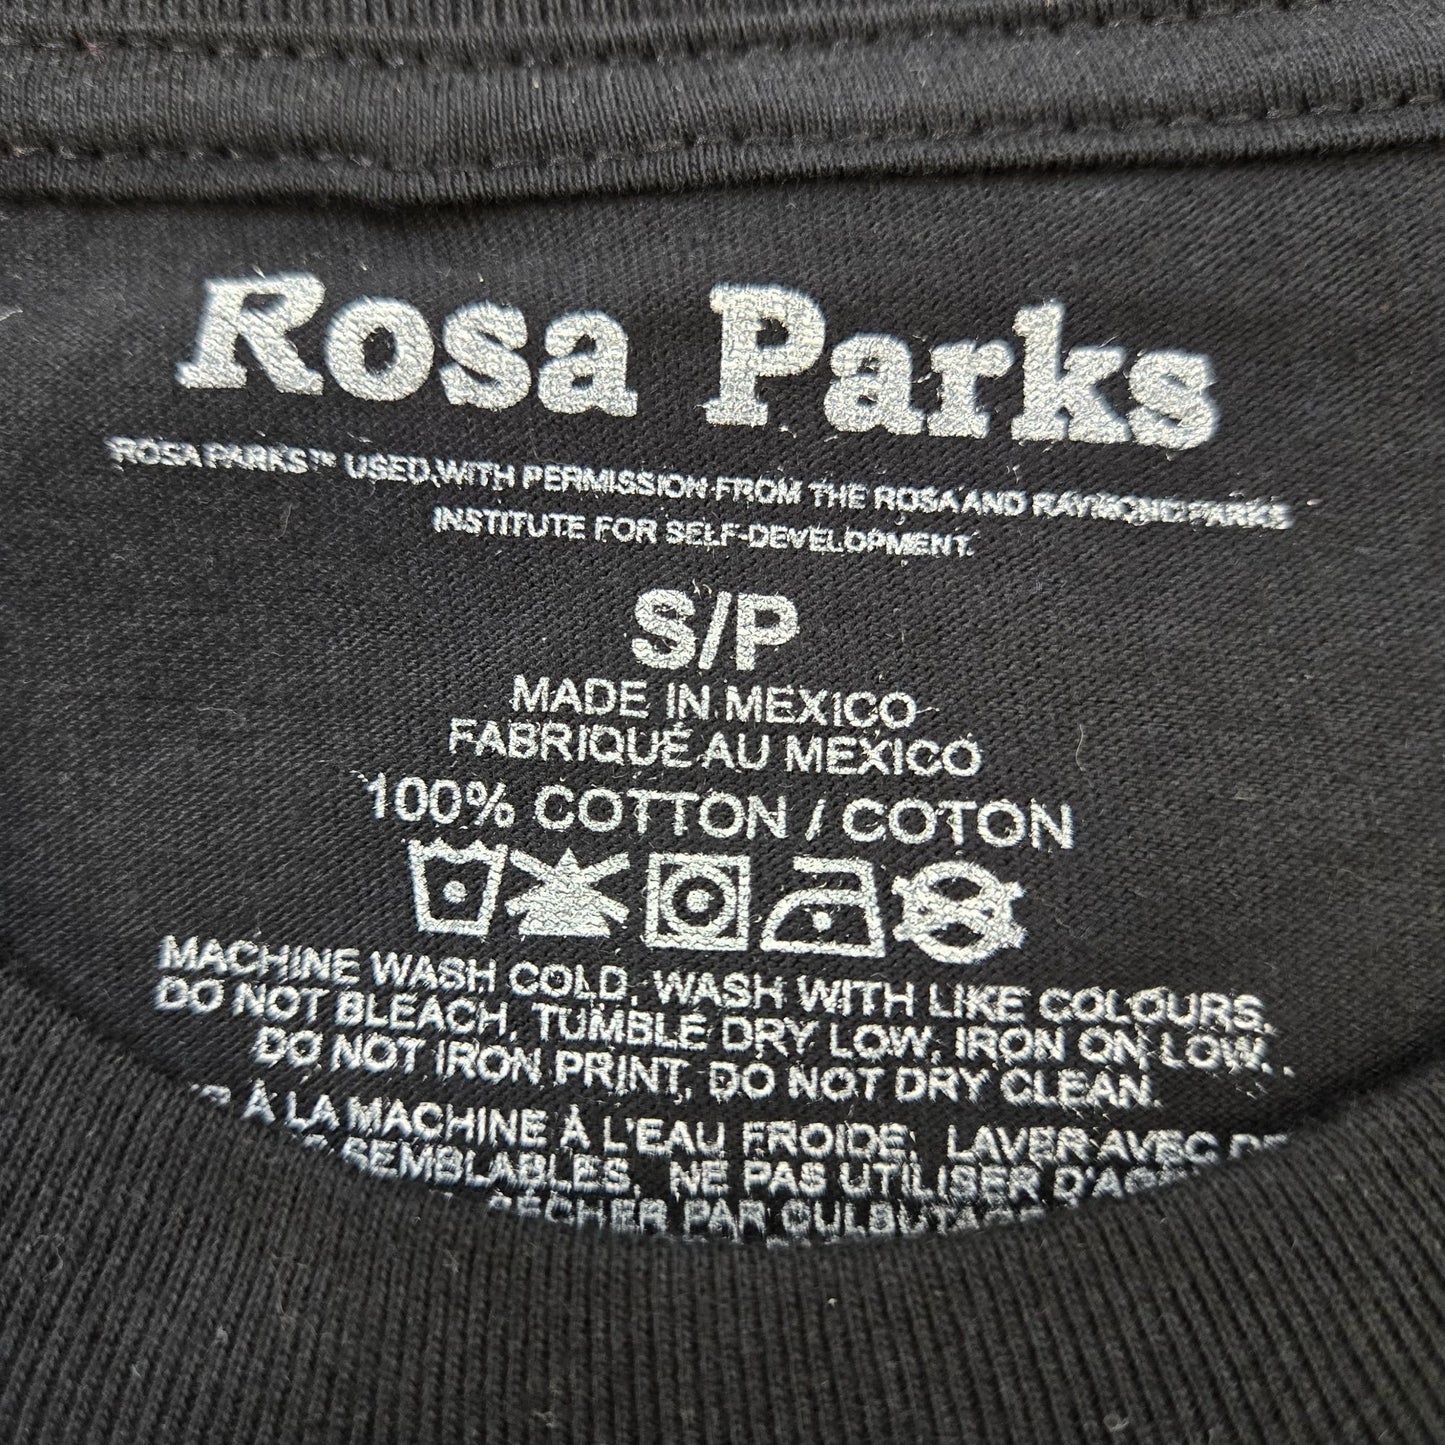 Rosa Parks
ROSA PARKS™ USED WITH PERMISSION FROM THE ROSA AND RAYMOND PARKS
INSTITUTE FOR SELF-DEVELOPMENT.
S/P
MADE IN MEXICO
FABRIQUÉ AU MEXICO
100% COTTON / COTON
MACHINE WASH COLD. WASH WITH LIKE COLOURS.
DO NOT BLEACH. TUMBLE DRY LOW. IRON ON LOW.
DO NOT IRON PRINT. DO NOT DRY CLEAN.
À LA MACHINE À L'EAU FROIDE. LAVER AVEC
SEMBLABLES. NE PAS UTILISER
SÉCHER PAR